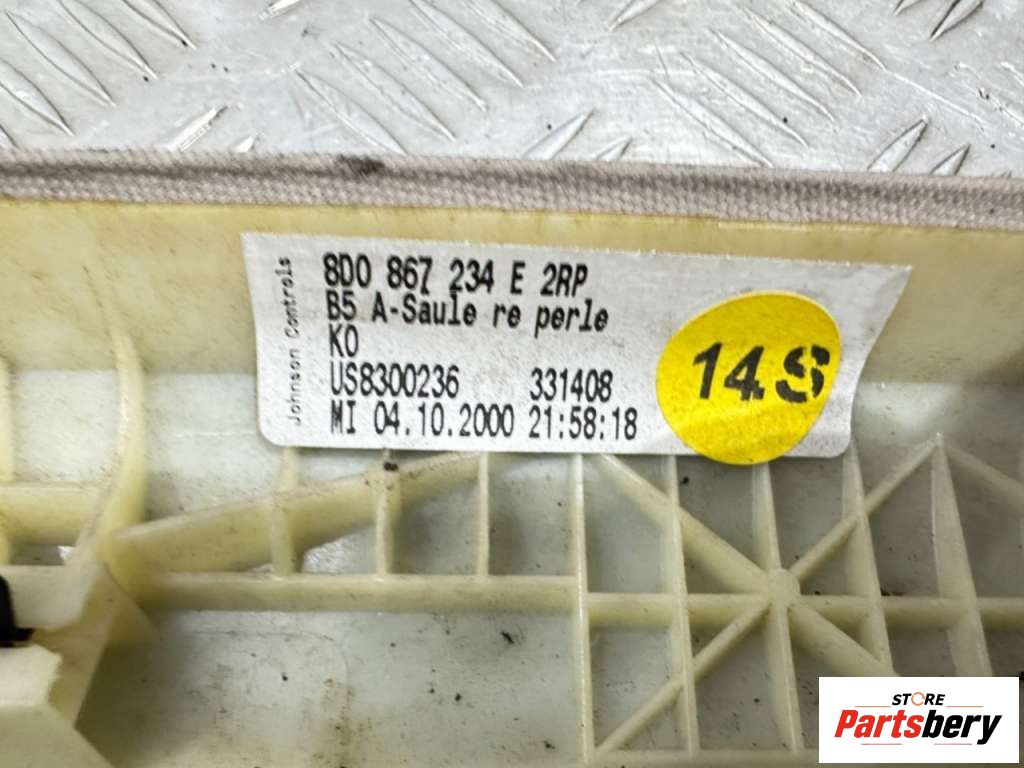 Johnson Controls
8D0 867 234 E 2RP
B5 A-Saule re perle
KO
US8300236 331408
MI 04.10.2000 21:58:18
14S
STORE
Partsbery